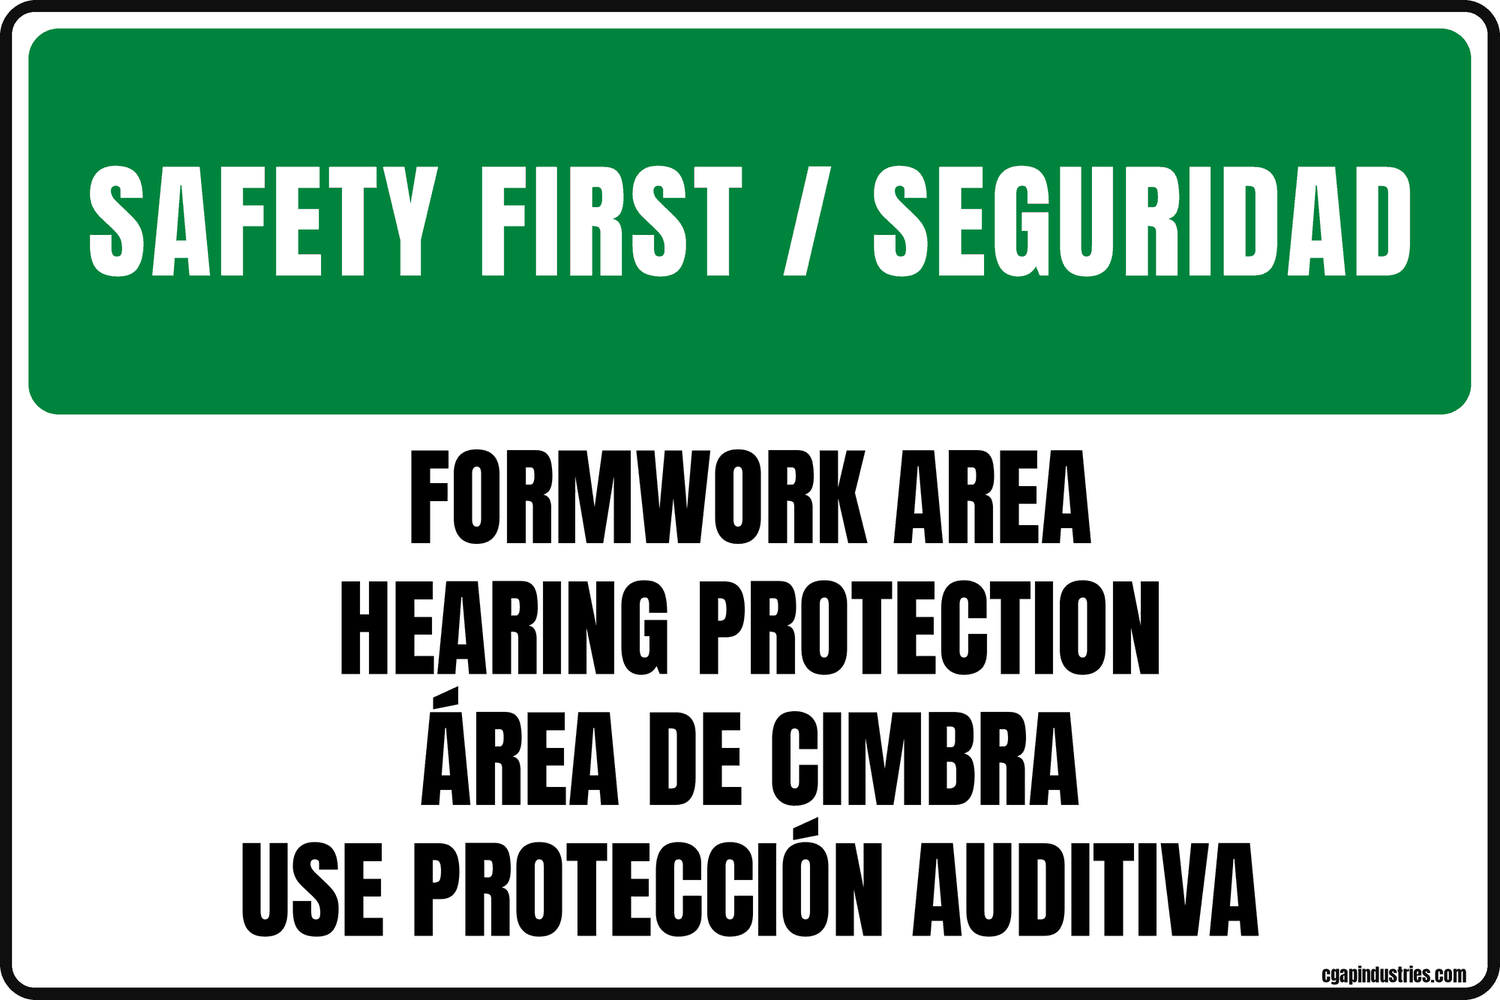 SAFETY FIRST / SEGURIDAD
FORMWORK AREA
HEARING PROTECTION
ÁREA DE CIMBRA
USE PROTECCIÓN AUDITIVA
cgapindustries.com